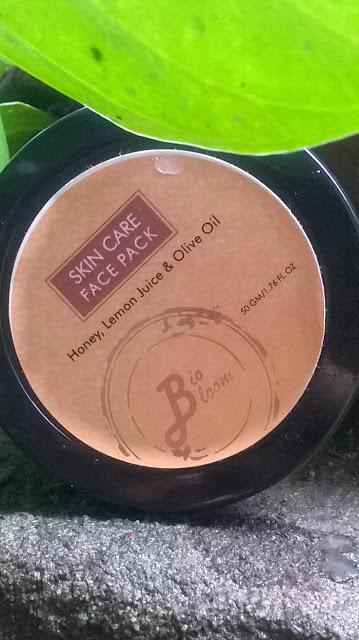 SKIN CARE
FACE PACK
Honey, Lemon Juice & Olive Oil
50 GM/1.76 FL OZ
Bio
Bloom